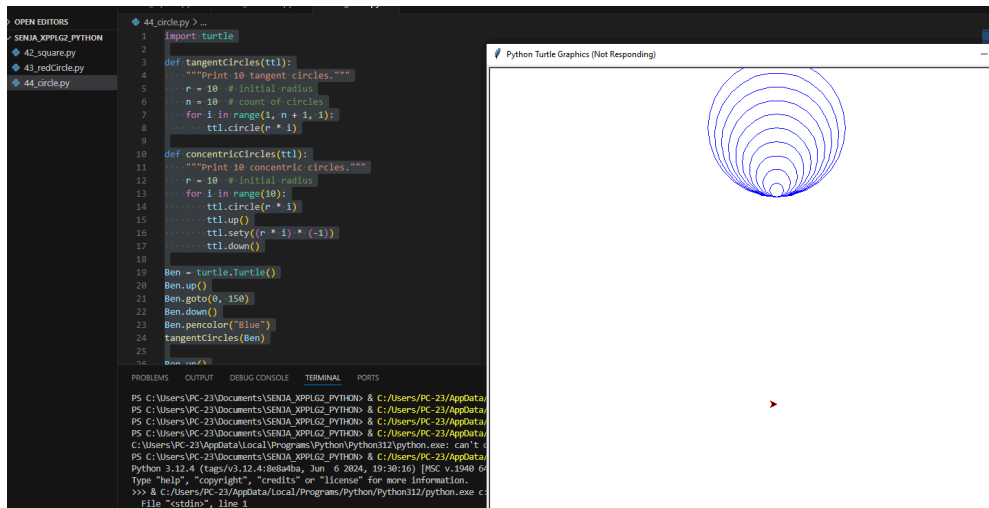 OPEN EDITORS
SENJA_XPPLG2_PYTHON
42_square.py
43_redCircle.py
44_circle.py
44_circle.py > ...
1 import turtle
2
3 def tangentCircles(ttl):
4 """Print 10 tangent circles."""
5 r = 10 # initial radius
6 n = 10 # count of circles
7 for i in range(1, n + 1, 1):
8 ttl.circle(r * i)
9
10 def concentricCircles(ttl):
11 """Print 10 concentric circles."""
12 r = 10 # initial radius
13 for i in range(10):
14 ttl.circle(r * i)
15 ttl.up()
16 ttl.sety((r * i) * (-1))
17 ttl.down()
18
19 Ben = turtle.Turtle()
20 Ben.up()
21 Ben.goto(0, 150)
22 Ben.down()
23 Ben.pencolor("Blue")
24 tangentCircles(Ben)
25
26 Ben.up()
PROBLEMS OUTPUT DEBUG CONSOLE TERMINAL PORTS
PS C:\Users\PC-23\Documents\SENJA_XPPLG2_PYTHON> & C:/Users/PC-23/AppData/
PS C:\Users\PC-23\Documents\SENJA_XPPLG2_PYTHON> & C:/Users/PC-23/AppData/
PS C:\Users\PC-23\Documents\SENJA_XPPLG2_PYTHON> & C:/Users/PC-23/AppData/
PS C:\Users\PC-23\Documents\SENJA_XPPLG2_PYTHON> & C:/Users/PC-23/AppData/
C:\Users\PC-23\AppData\Local\Programs\Python\Python312\python.exe: can't
PS C:\Users\PC-23\Documents\SENJA_XPPLG2_PYTHON> & C:/Users/PC-23/AppData/
Python 3.12.4 (tags/v3.12.4:8e8a4ba, Jun 6 2024, 19:30:16) [MSC v.1940 64
Type "help", "copyright", "credits" or "license" for more information.
>>> & C:/Users/PC-23/AppData/Local/Programs/Python/Python312/python.exe c:
File "<stdin>", line 1
Python Turtle Graphics (Not Responding)